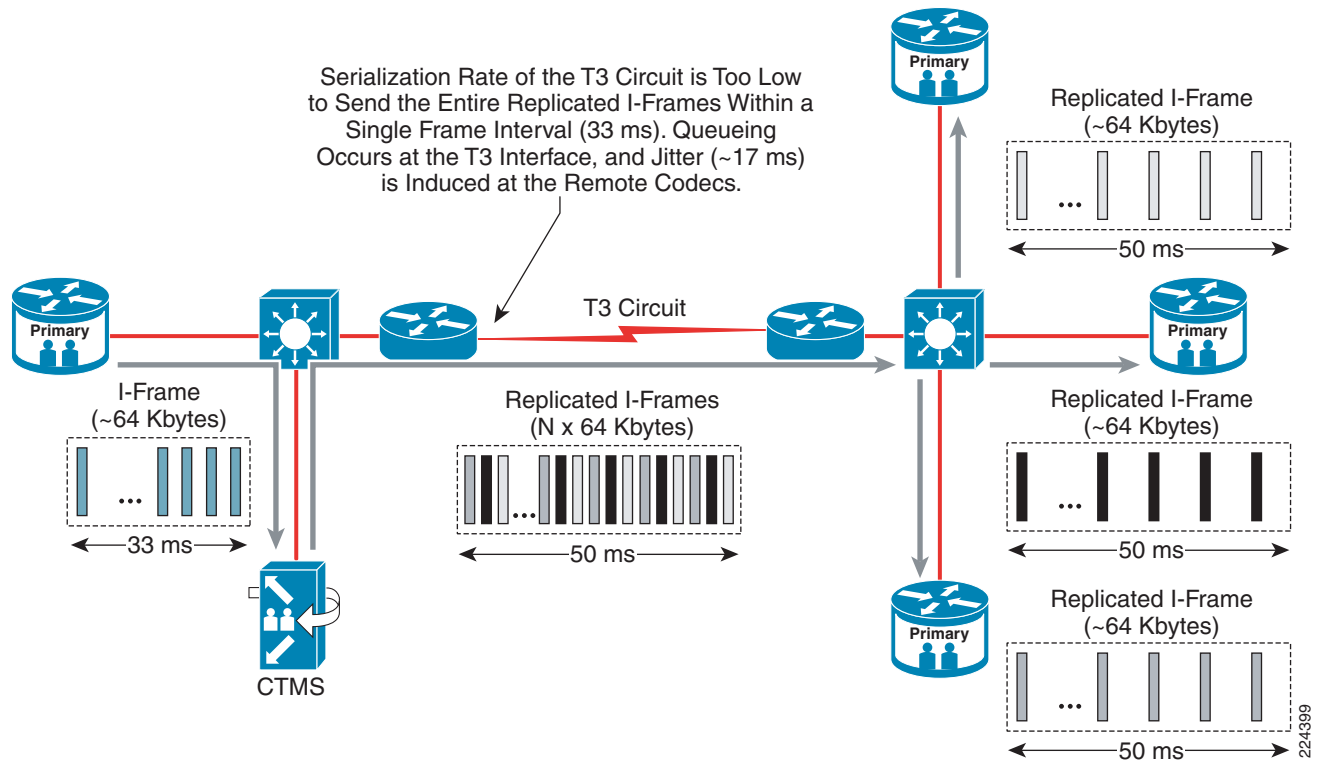 Primary
Serialization Rate of the T3 Circuit is Too Low
to Send the Entire Replicated I-Frames Within a
Single Frame Interval (33 ms). Queueing
Occurs at the T3 Interface, and Jitter (~17 ms)
is Induced at the Remote Codecs.
Replicated I-Frame
(~64 Kbytes)
...
50 ms
Primary
T3 Circuit
Primary
I-Frame
(~64 Kbytes)
...
33 ms
Replicated I-Frames
(N x 64 Kbytes)
...
50 ms
Replicated I-Frame
(~64 Kbytes)
...
50 ms
CTMS
Primary
Replicated I-Frame
(~64 Kbytes)
...
50 ms
224399